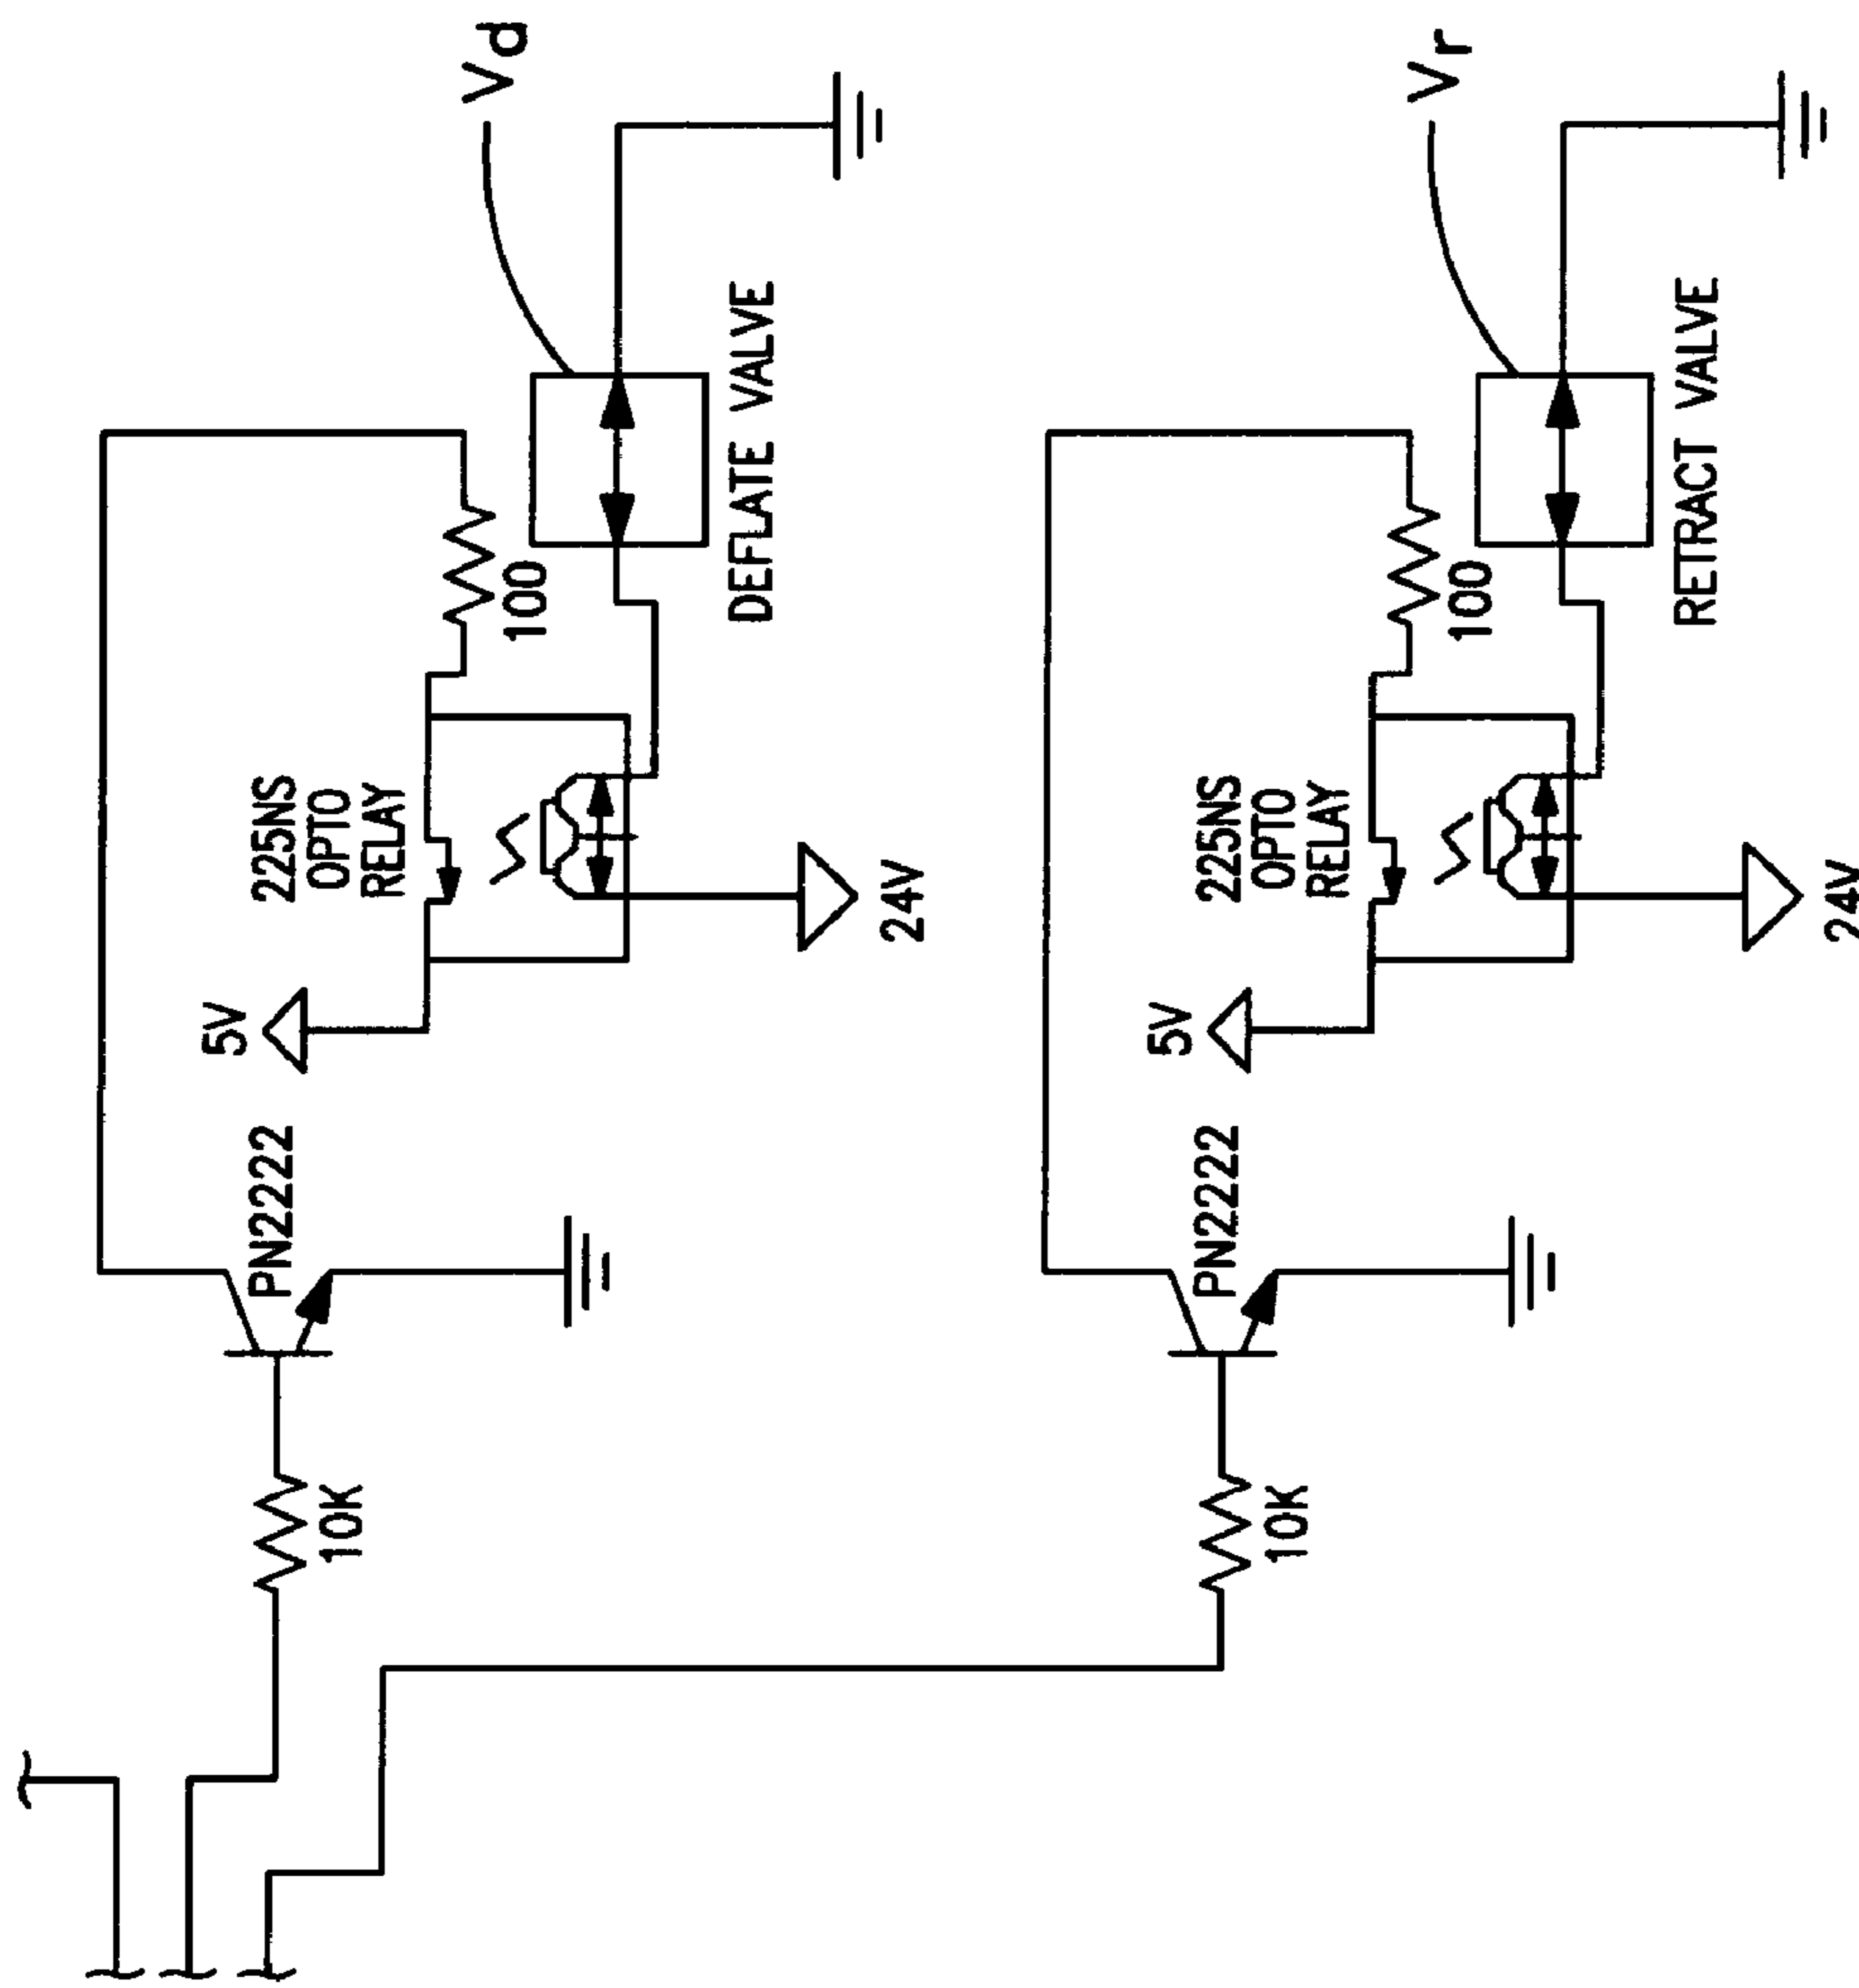 Vd
100
DEFLATE VALVE
225NS
OPTO
RELAY
24V
5V
PN2222
10K
Vr
100
RETRACT VALVE
225NS
OPTO
RELAY
24V
5V
PN2222
10K